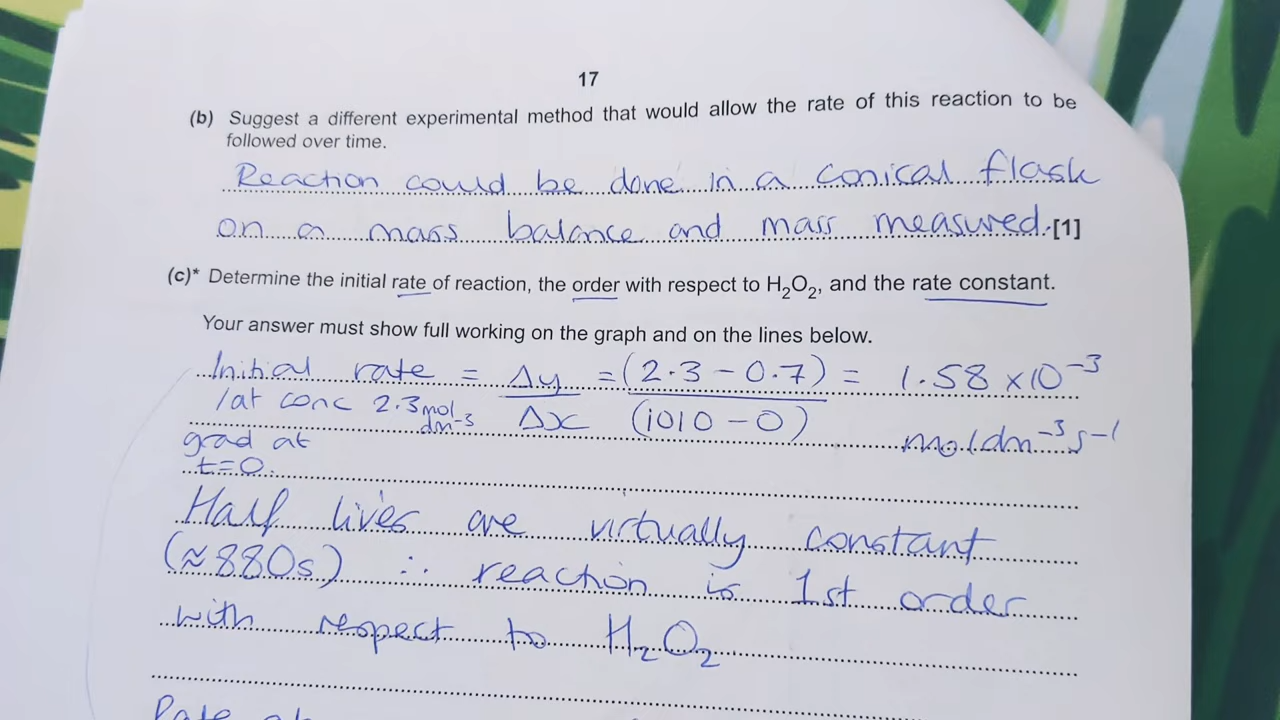 17
(b) Suggest a different experimental method that would allow the rate of this reaction to be
followed over time.
Reaction could be done in a conical flask
on a mass balance and mass measured. [1]
(c)* Determine the initial rate of reaction, the order with respect to H₂O₂, and the rate constant.
Your answer must show full working on the graph and on the lines below.
Initial rate = Δy/Δx = (2.3 - 0.7)/(1010 - 0) = 1.58 × 10⁻³
/at conc 2.3 mol dm⁻³ mol dm⁻³ s⁻¹
grad at
t=0.
Half lives are virtually constant
(≈880s) ∴ reaction is 1st order
with respect to H₂O₂
Rate at